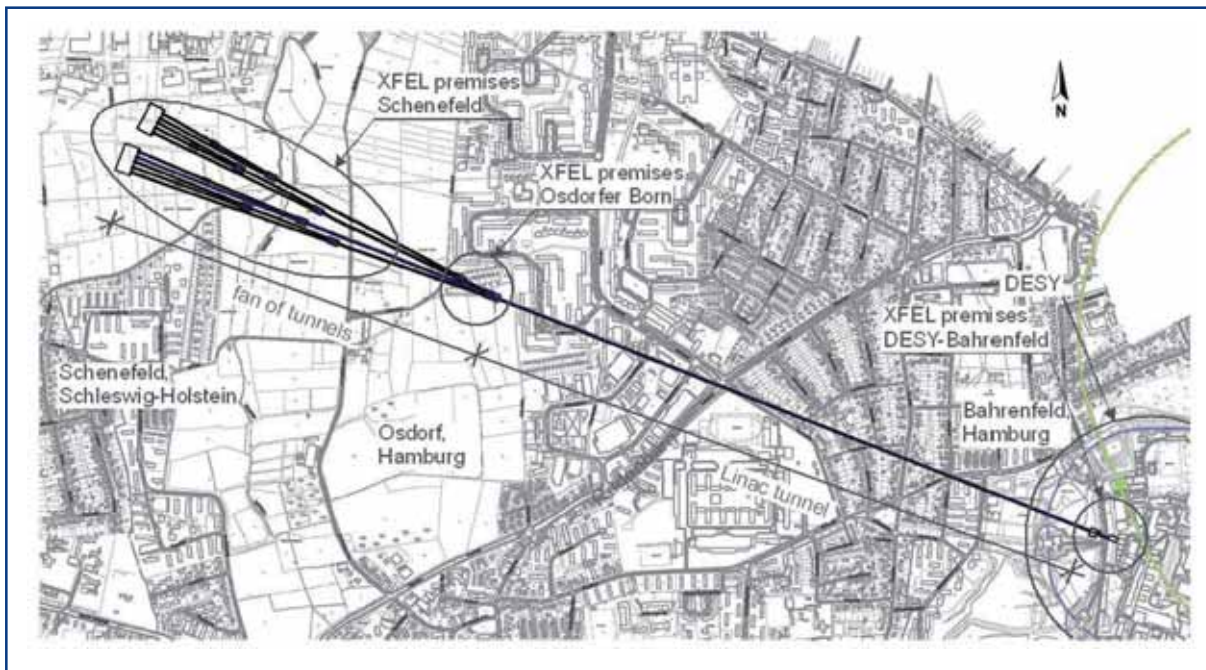 XFEL premises
Schenefeld
N
XFEL premises
Osdorfer Born
DESY
XFEL premises
DESY-Bahrenfeld
fan of tunnels
Schenefeld,
Schleswig-Holstein
Osdorf,
Hamburg
Bahrenfeld,
Hamburg
Linac tunnel